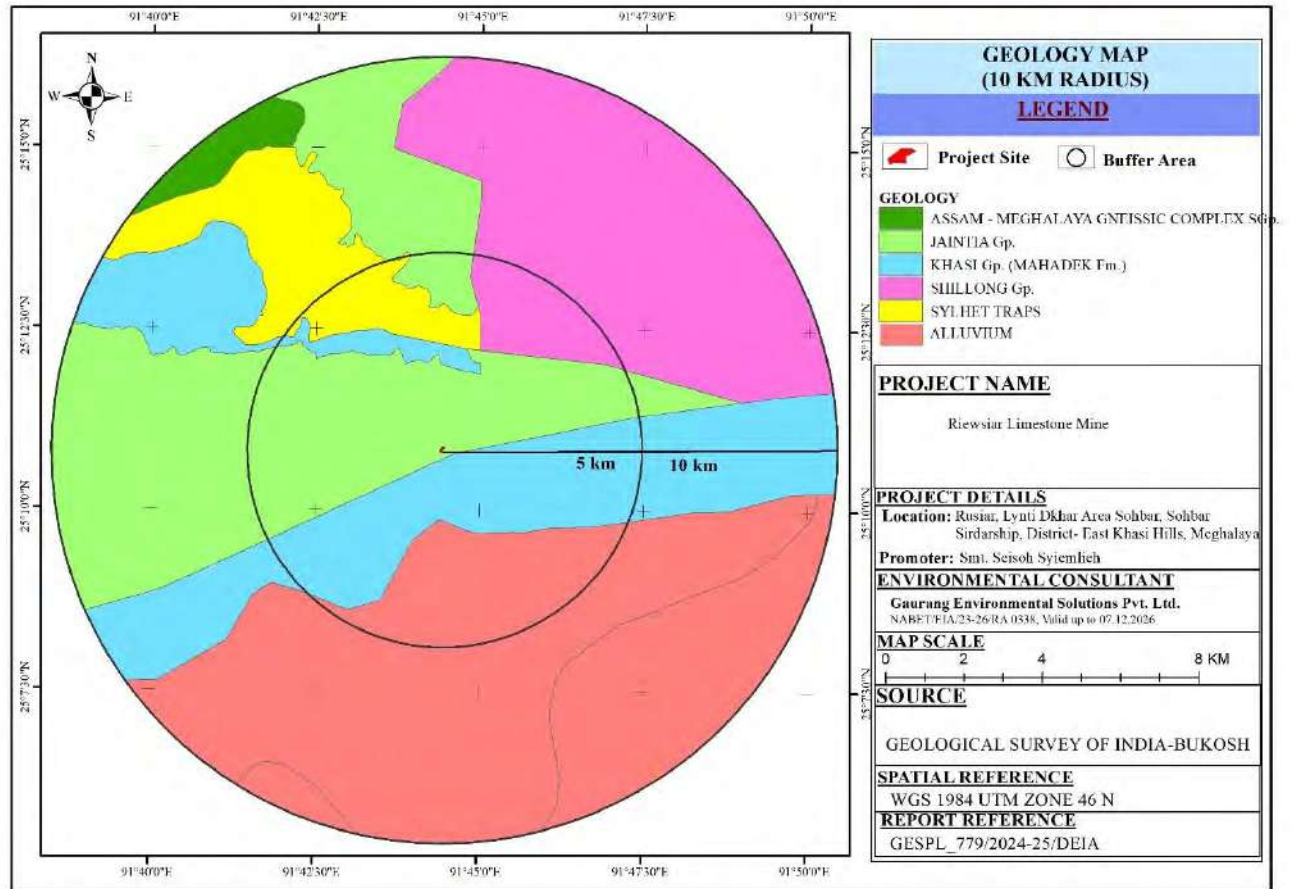 91°40'0"E 91°42'30"E 91°45'0"E 91°47'30"E 91°50'0"E
N
W E
S
25°15'0"N
25°12'30"N
25°10'0"N
25°7'30"N
5 km 10 km
25°15'0"N
25°12'30"N
25°10'0"N
25°7'30"N
91°40'0"E 91°42'30"E 91°45'0"E 91°47'30"E 91°50'0"E
GEOLOGY MAP
(10 KM RADIUS)
LEGEND
Project Site Buffer Area
GEOLOGY
ASSAM - MEGHALAYA GNEISSIC COMPLEX SGp.
JAINTIA Gp.
KHASI Gp. (MAHADEK Fm.)
SHILLONG Gp.
SYLHET TRAPS
ALLUVIUM
PROJECT NAME
Riewsiar Limestone Mine
PROJECT DETAILS
Location: Rusiar, Lynti Dkhar Area Sohbar, Sohbar
Sirdarship, District- East Khasi Hills, Meghalaya
Promoter: Smt. Seisoh Syiemlieh
ENVIRONMENTAL CONSULTANT
Gaurang Environmental Solutions Pvt. Ltd.
NABET/EIA/23-26/RA 0338, Valid up to 07.12.2026
MAP SCALE
0 2 4 8 KM
SOURCE
GEOLOGICAL SURVEY OF INDIA-BUKOSH
SPATIAL REFERENCE
WGS 1984 UTM ZONE 46 N
REPORT REFERENCE
GESPL_779/2024-25/DEIA